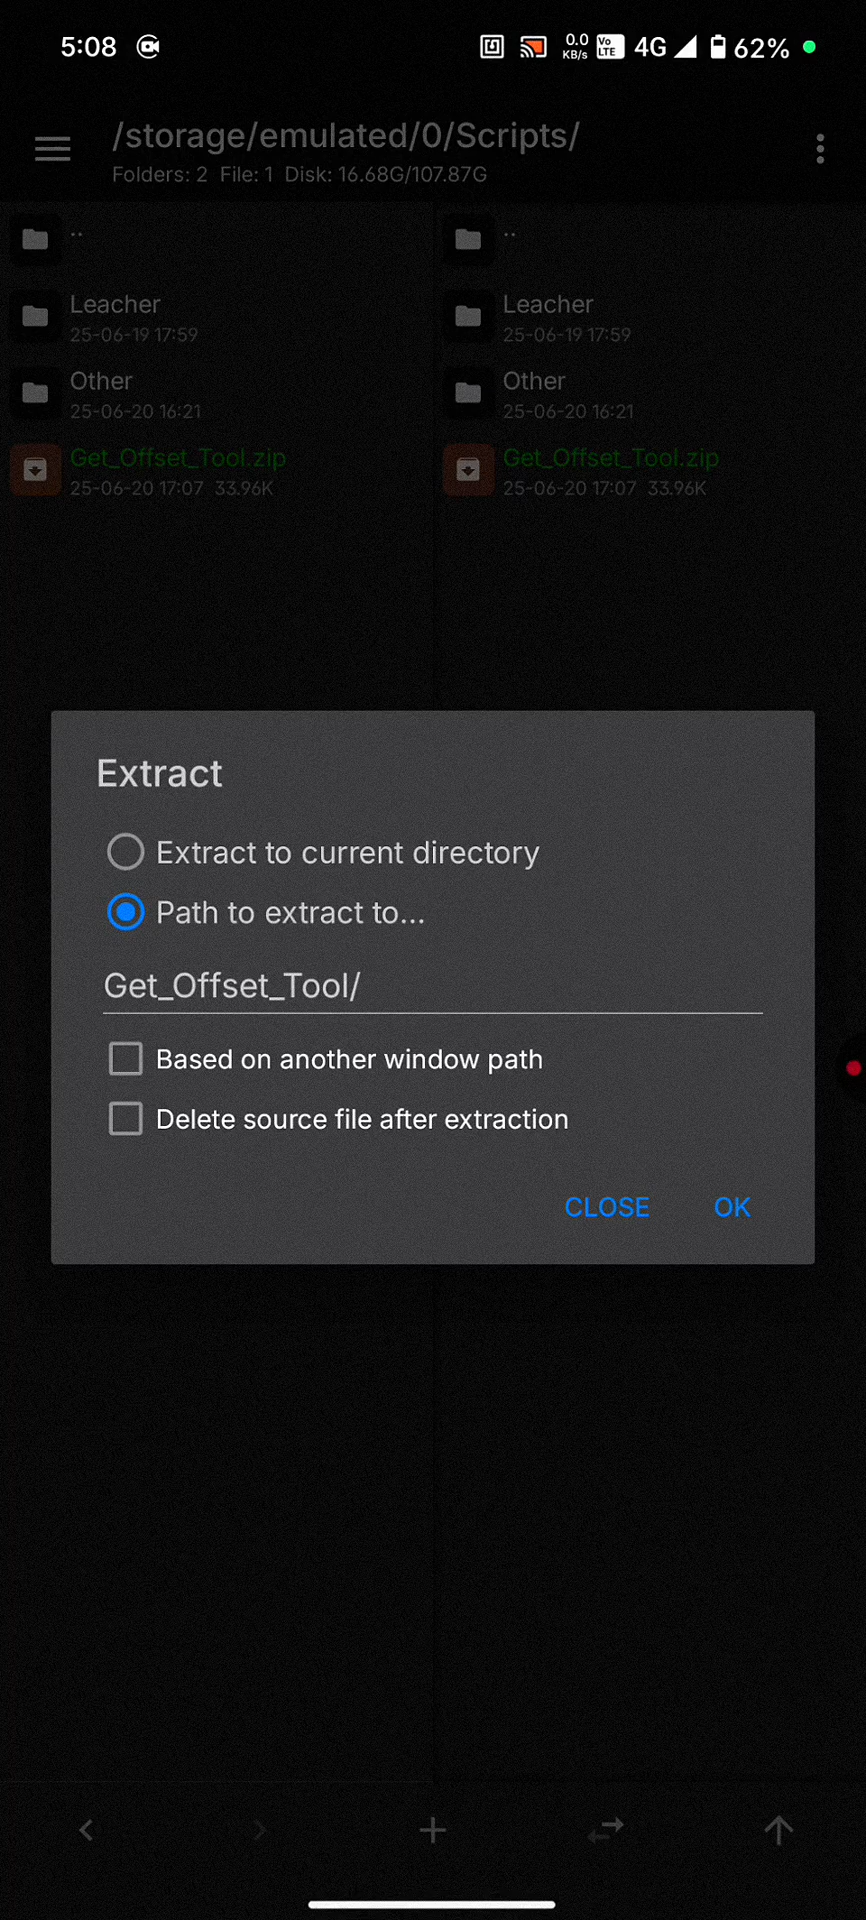 5:08
0.0 KB/s Vo LTE 4G 62%
/storage/emulated/0/Scripts/
Folders: 2 File: 1 Disk: 16.68G/107.87G
..
Leacher
25-06-19 17:59
Other
25-06-20 16:21
Get_Offset_Tool.zip
25-06-20 17:07 33.96K
..
Leacher
25-06-19 17:59
Other
25-06-20 16:21
Get_Offset_Tool.zip
25-06-20 17:07 33.96K
Extract
Extract to current directory
Path to extract to...
Get_Offset_Tool/
Based on another window path
Delete source file after extraction
CLOSE OK